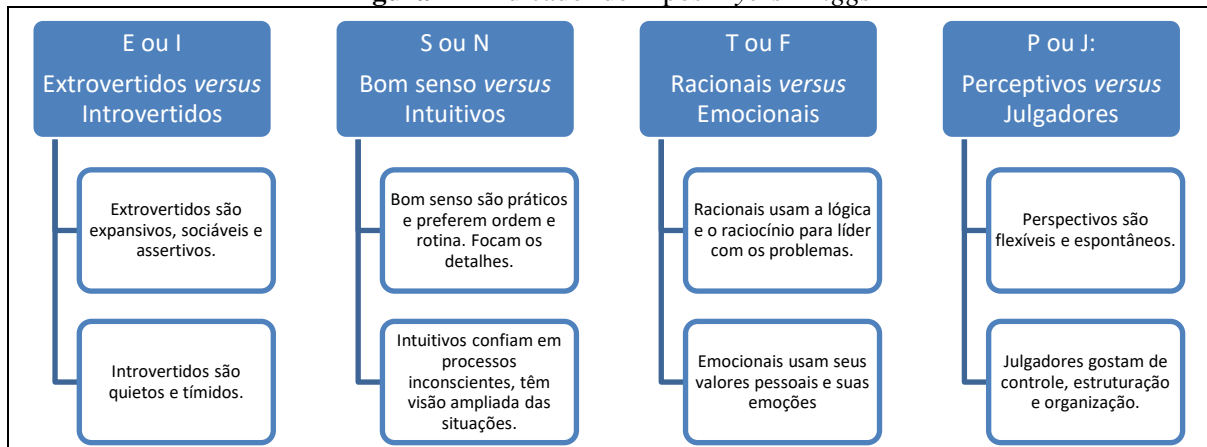 E ou I
Extrovertidos versus
Introvertidos
Extrovertidos são
expansivos, sociáveis e
assertivos.
Introvertidos são
quietos e tímidos.
S ou N
Bom senso versus
Intuitivos
Bom senso são práticos
e preferem ordem e
rotina. Focam os
detalhes.
Intuitivos confiam em
processos
inconscientes, têm
visão ampliada das
situações.
T ou F
Racionais versus
Emocionais
Racionais usam a lógica
e o raciocínio para líder
com os problemas.
Emocionais usam seus
valores pessoais e suas
emoções
P ou J:
Perceptivos versus
Julgadores
Perspectivos são
flexíveis e espontâneos.
Julgadores gostam de
controle, estruturação
e organização.